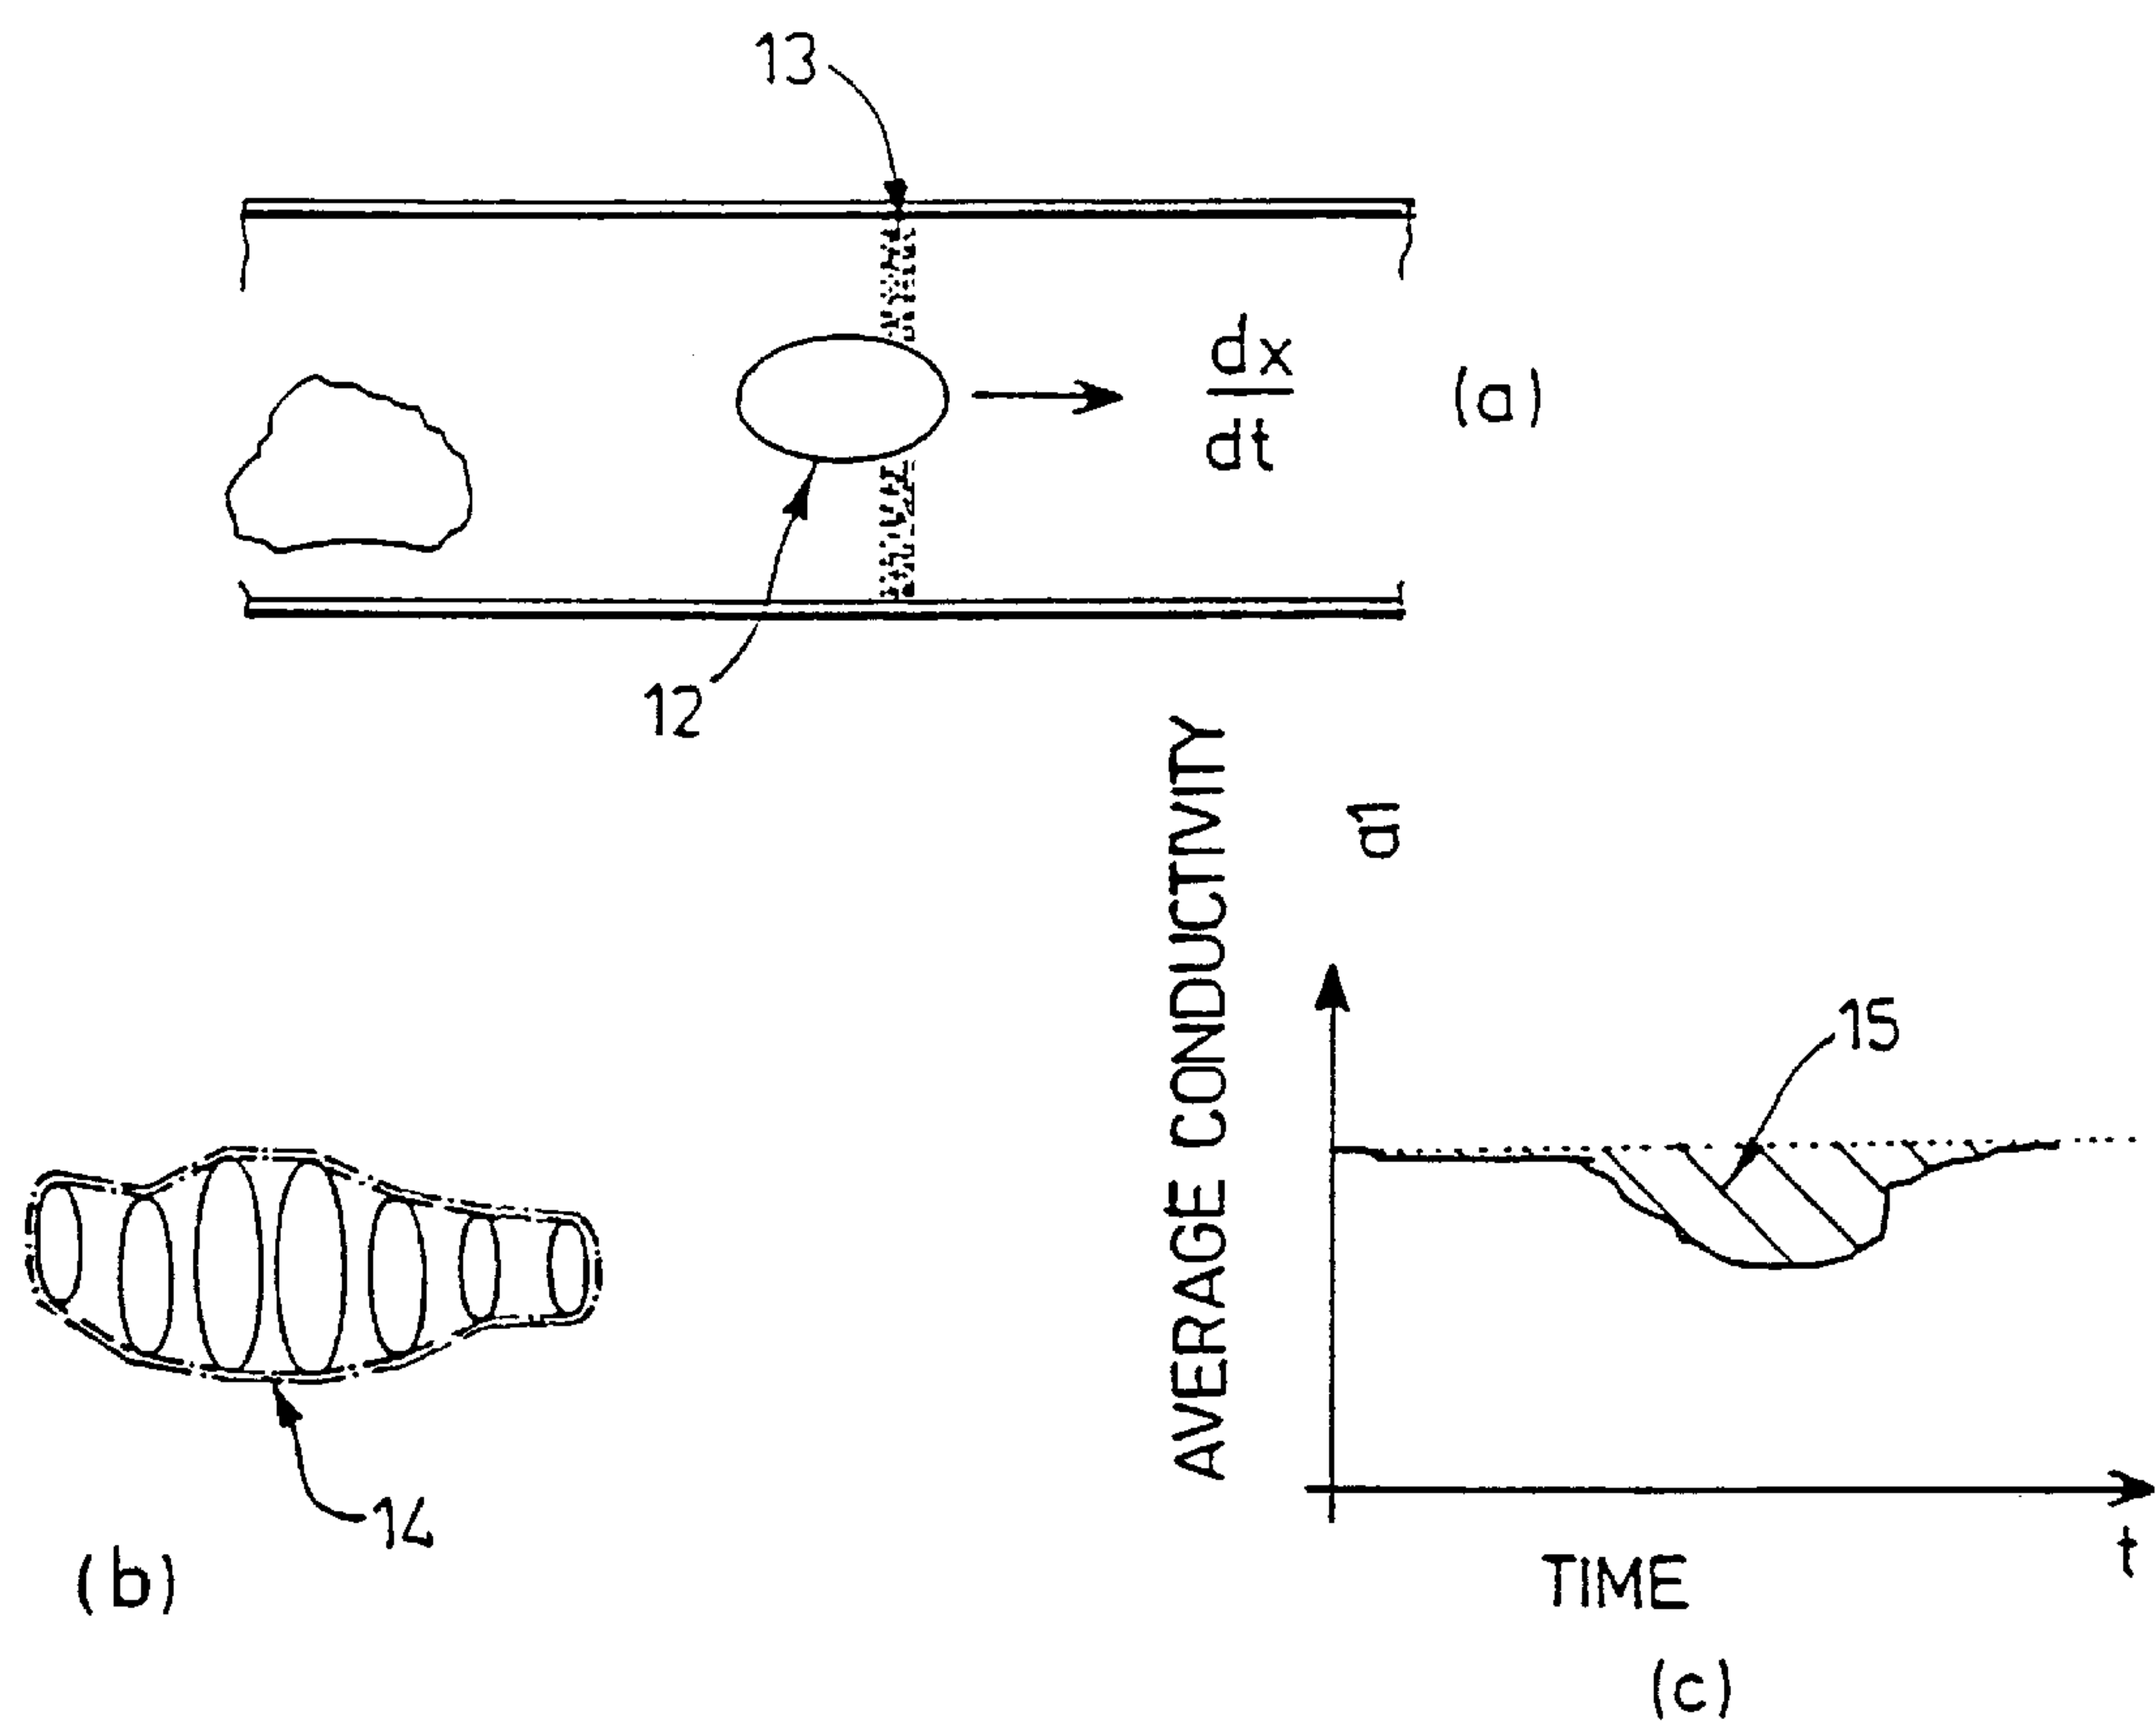 13
dx
dt
(a)
12
AVERAGE CONDUCTIVITY
a1
15
14
(b)
t
TIME
(c)